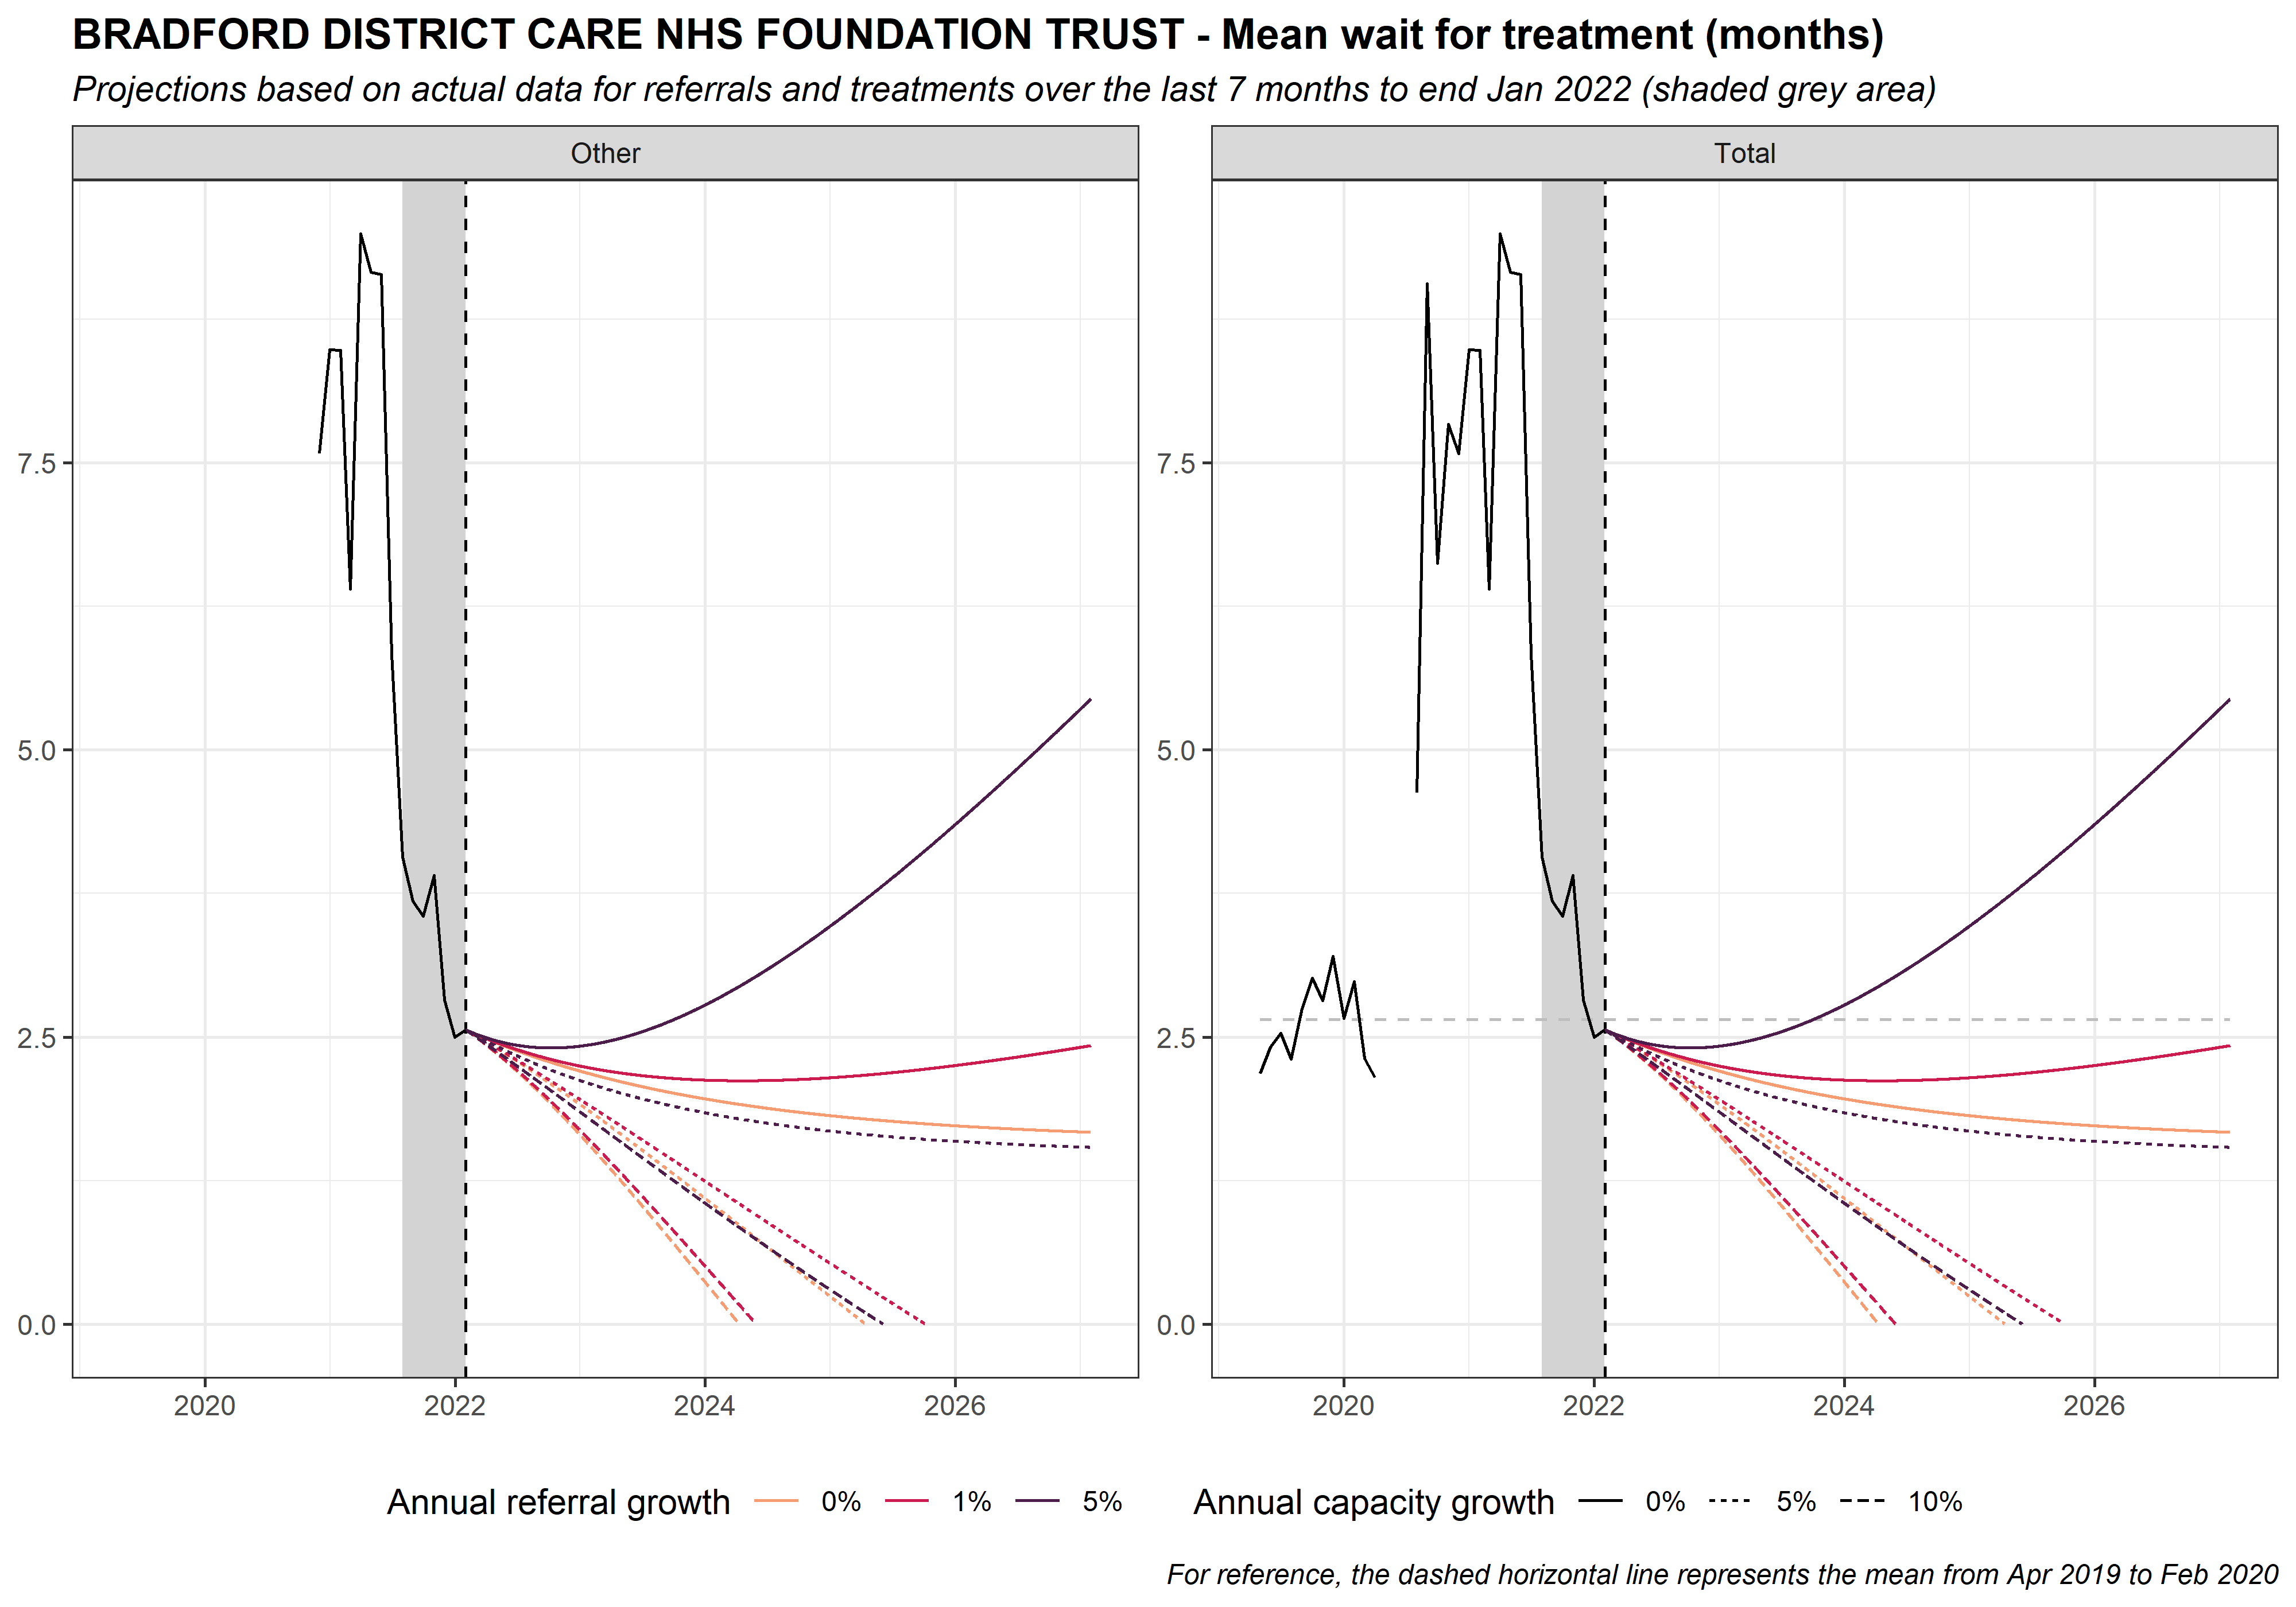 BRADFORD DISTRICT CARE NHS FOUNDATION TRUST - Mean wait for treatment (months)
Projections based on actual data for referrals and treatments over the last 7 months to end Jan 2022 (shaded grey area)
Other
Total
7.5
5.0
2.5
0.0
7.5
5.0
2.5
0.0
2020 2022 2024 2026
2020 2022 2024 2026
Annual referral growth 0% 1% 5%
Annual capacity growth 0% 5% 10%
For reference, the dashed horizontal line represents the mean from Apr 2019 to Feb 2020